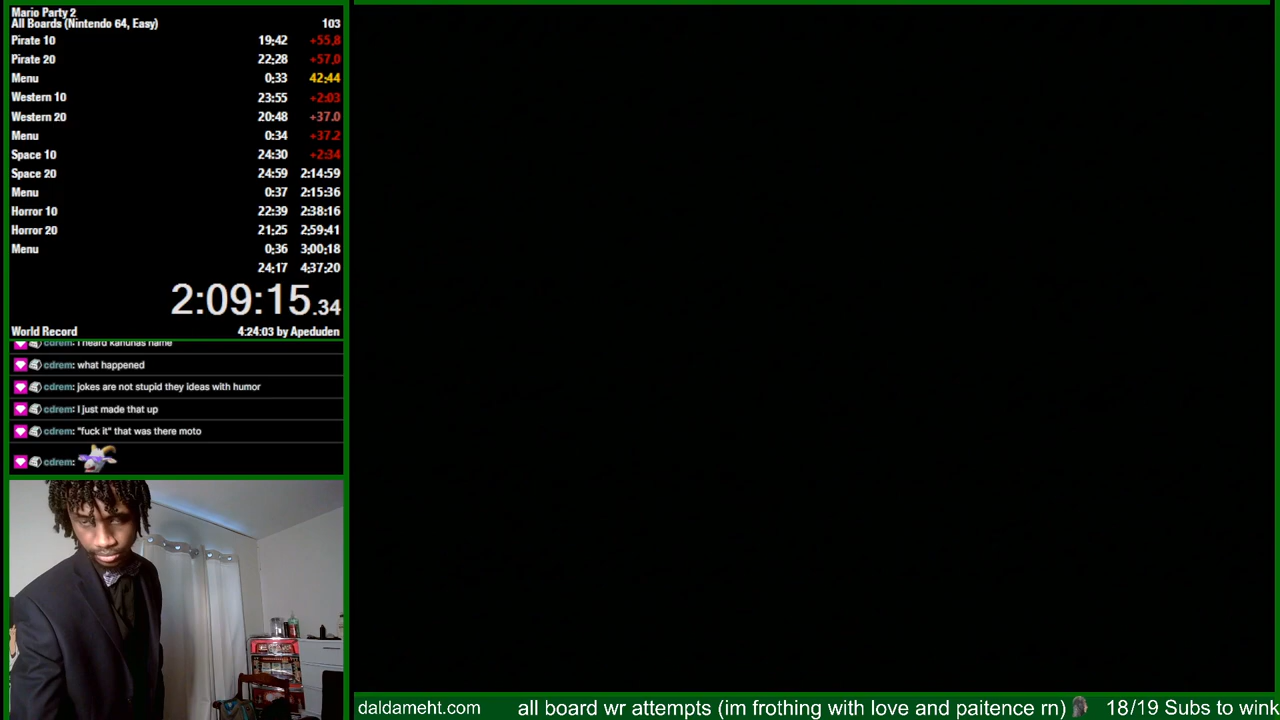 Mario Party 2
All Boards (Nintendo 64, Easy) 103
Pirate 10 19:42 +55.8
Pirate 20 22:28 +57.0
Menu 0:33 42:44
Western 10 23:55 +2:03
Western 20 20:48 +37.0
Menu 0:34 +37.2
Space 10 24:30 +2:34
Space 20 24:59 2:14:59
Menu 0:37 2:15:36
Horror 10 22:39 2:38:16
Horror 20 21:25 2:59:41
Menu 0:36 3:00:18
24:17 4:37:20
2:09:15.34
World Record 4:24:03 by Apeduden
cdrem: I heard kanunas name
cdrem: what happened
cdrem: jokes are not stupid they ideas with humor
cdrem: I just made that up
cdrem: "fuck it" that was there moto
cdrem:
daldameht.com all board wr attempts (im frothing with love and paitence rn) 18/19 Subs to wink